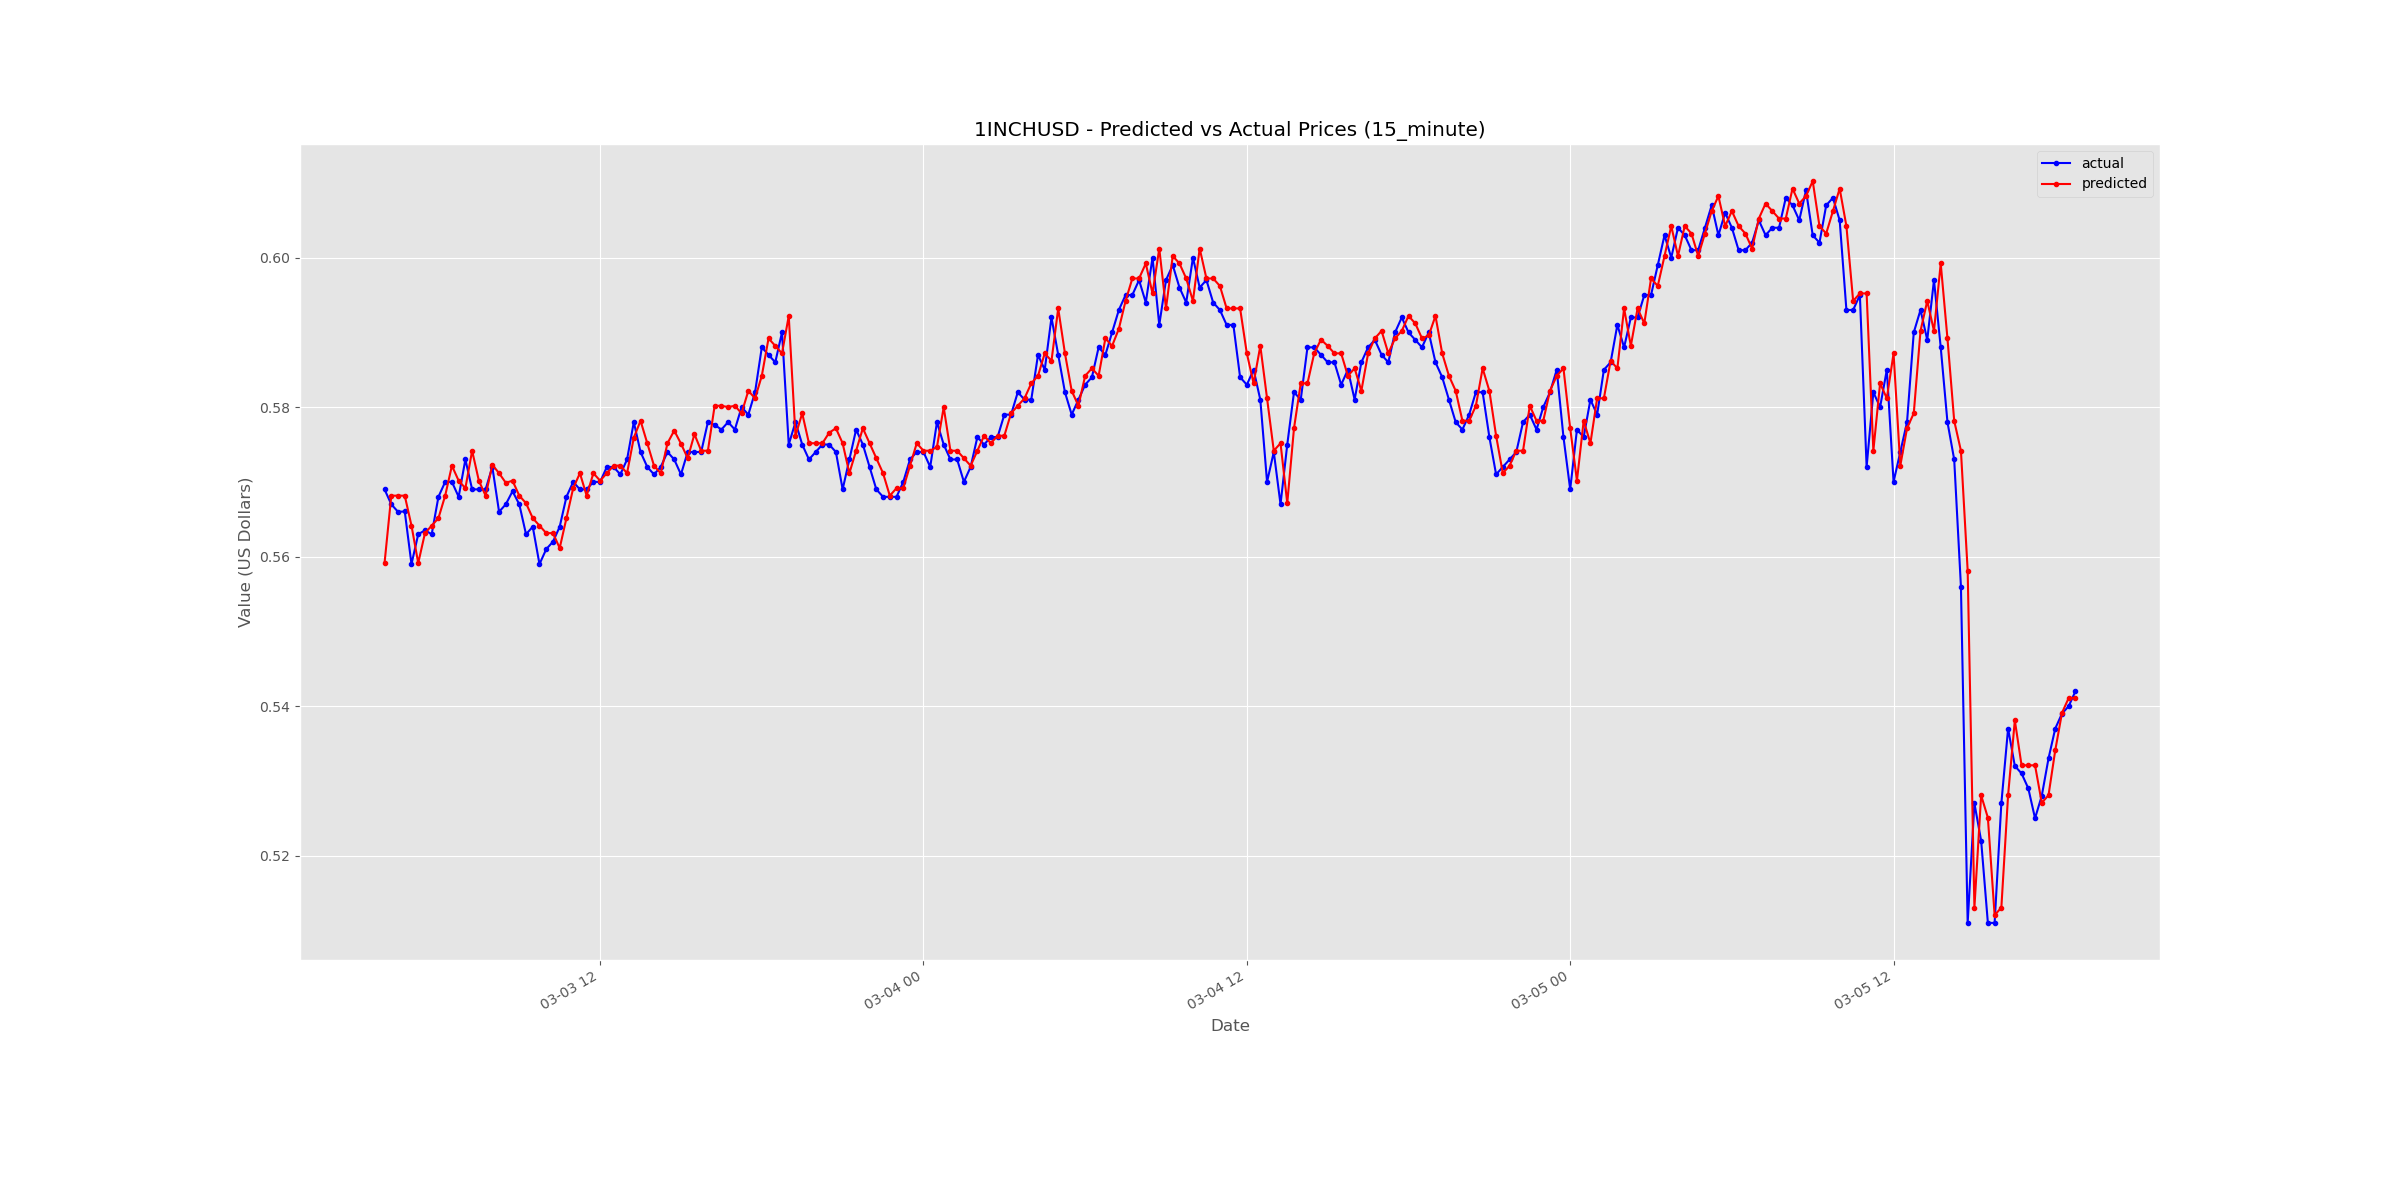 1INCHUSD - Predicted vs Actual Prices (15_minute)
actual
predicted
Value (US Dollars)
0.60
0.58
0.56
0.54
0.52
03-03 12
03-04 00
03-04 12
03-05 00
03-05 12
Date